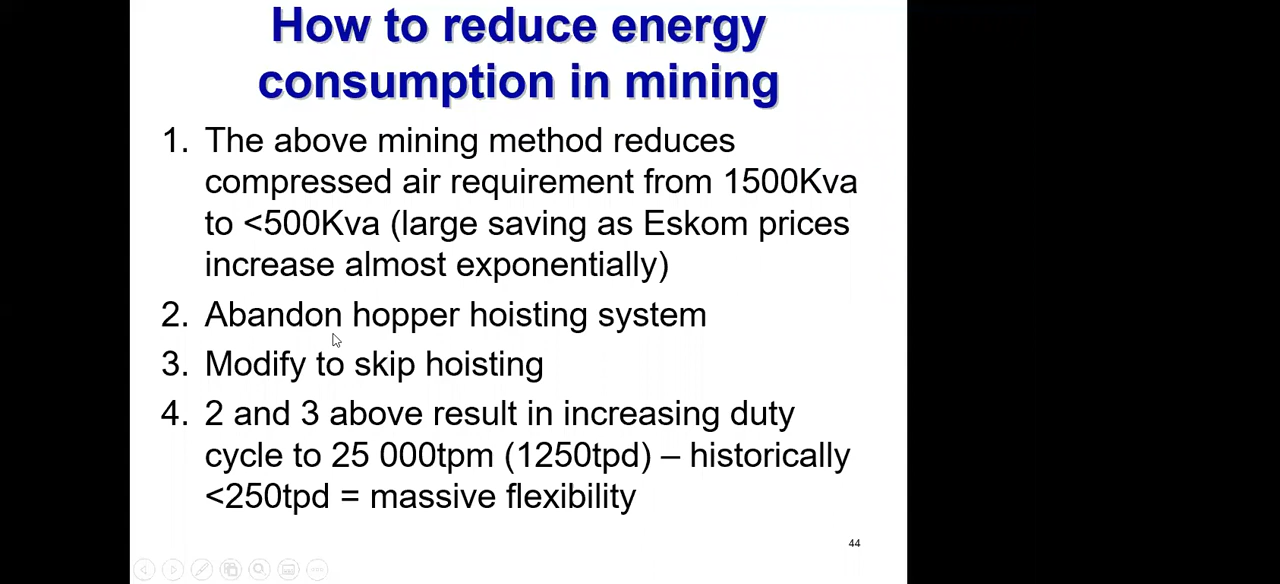 How to reduce energy
consumption in mining
1. The above mining method reduces
compressed air requirement from 1500Kva
to <500Kva (large saving as Eskom prices
increase almost exponentially)
2. Abandon hopper hoisting system
3. Modify to skip hoisting
4. 2 and 3 above result in increasing duty
cycle to 25 000tpm (1250tpd) – historically
<250tpd = massive flexibility
44